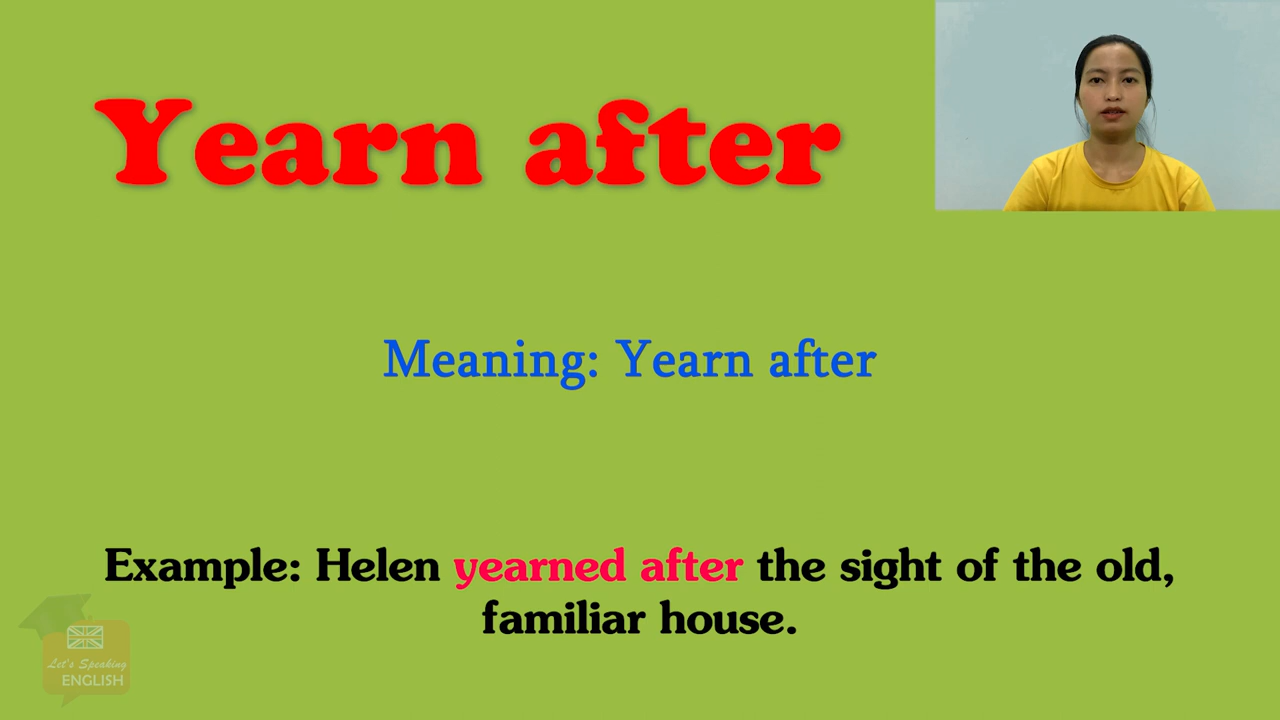 Yearn after
Meaning: Yearn after
Example: Helen yearned after the sight of the old,
familiar house.
Let's Speaking
ENGLISH